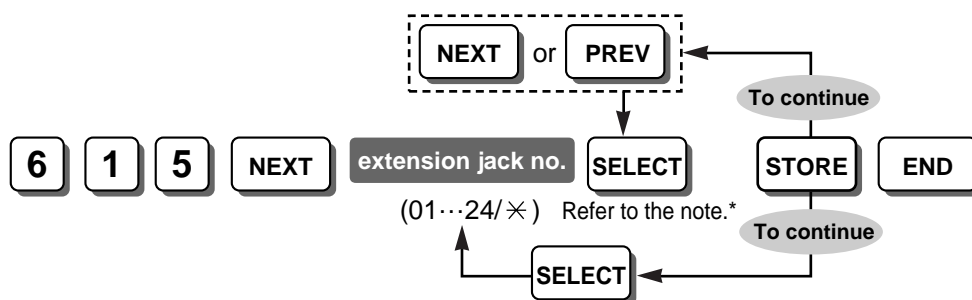 NEXT or PREV
To continue
6 1 5 NEXT extension jack no. SELECT STORE END
(01···24/✳) Refer to the note.*
To continue
SELECT